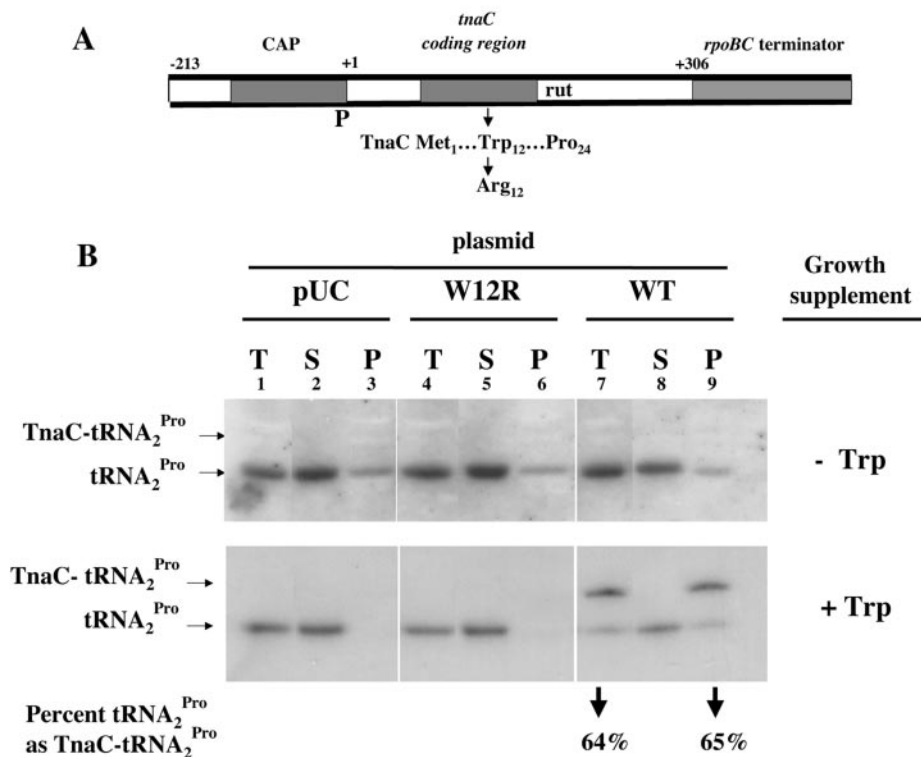 A
tnaC
coding region
CAP
rpoBC terminator
-213
+1
+306
rut
P
TnaC Met1...Trp12...Pro24
Arg12
B
plasmid
Growth
supplement
pUC
W12R
WT
T S P T S P T S P
1 2 3 4 5 6 7 8 9
TnaC-tRNA2Pro
tRNA2Pro
- Trp
TnaC- tRNA2Pro
tRNA2Pro
+ Trp
Percent tRNA2Pro
as TnaC-tRNA2Pro
64%
65%